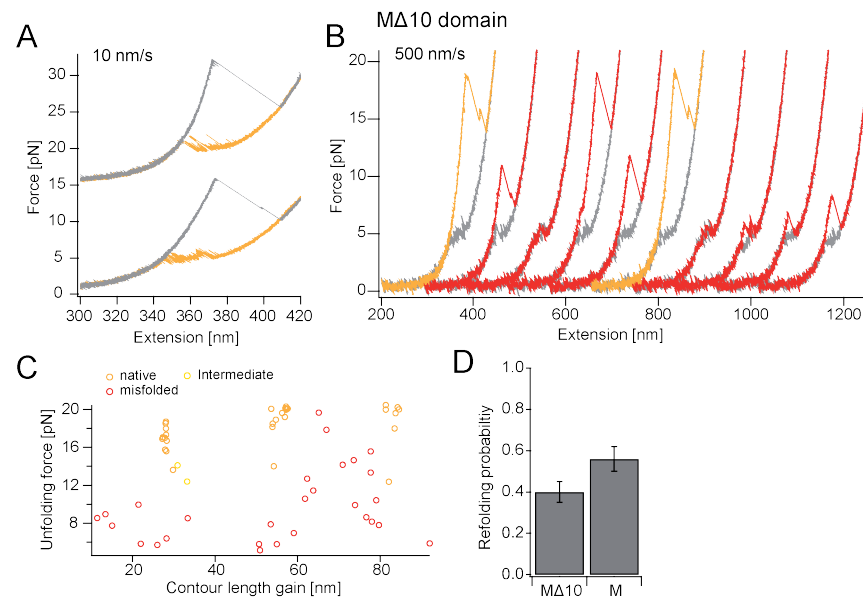 MΔ10 domain
A
10 nm/s
Force [pN]
30
25
20
15
10
5
0
300
320
340
360
380
400
420
Extension [nm]
B
500 nm/s
Force [pN]
20
15
10
5
0
200
400
600
800
1000
1200
Extension [nm]
C
native
Intermediate
misfolded
Unfolding force [pN]
20
16
12
8
20
40
60
80
Contour length gain [nm]
D
Refolding probabiltiy
1.0
0.8
0.6
0.4
0.2
0.0
MΔ10
M